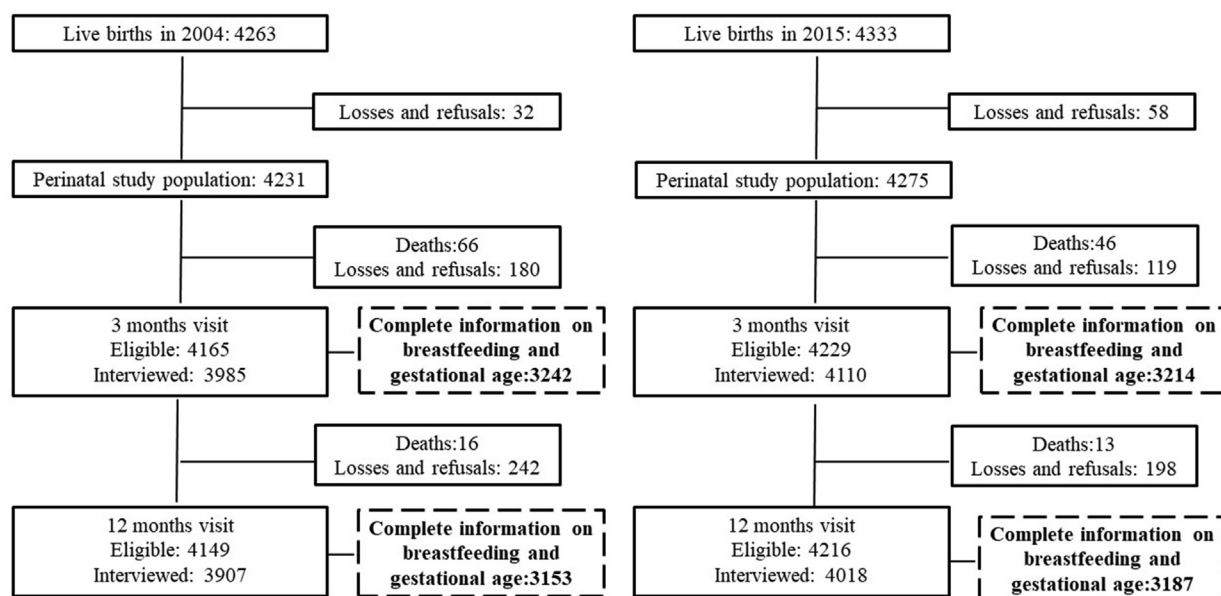 Live births in 2004: 4263
Losses and refusals: 32
Perinatal study population: 4231
Deaths:66
Losses and refusals: 180
3 months visit
Eligible: 4165
Interviewed: 3985
Complete information on
breastfeeding and
gestational age:3242
Deaths:16
Losses and refusals: 242
12 months visit
Eligible: 4149
Interviewed: 3907
Complete information on
breastfeeding and
gestational age:3153
Live births in 2015: 4333
Losses and refusals: 58
Perinatal study population: 4275
Deaths:46
Losses and refusals: 119
3 months visit
Eligible: 4229
Interviewed: 4110
Complete information on
breastfeeding and
gestational age:3214
Deaths:13
Losses and refusals: 198
12 months visit
Eligible: 4216
Interviewed: 4018
Complete information on
breastfeeding and
gestational age:3187